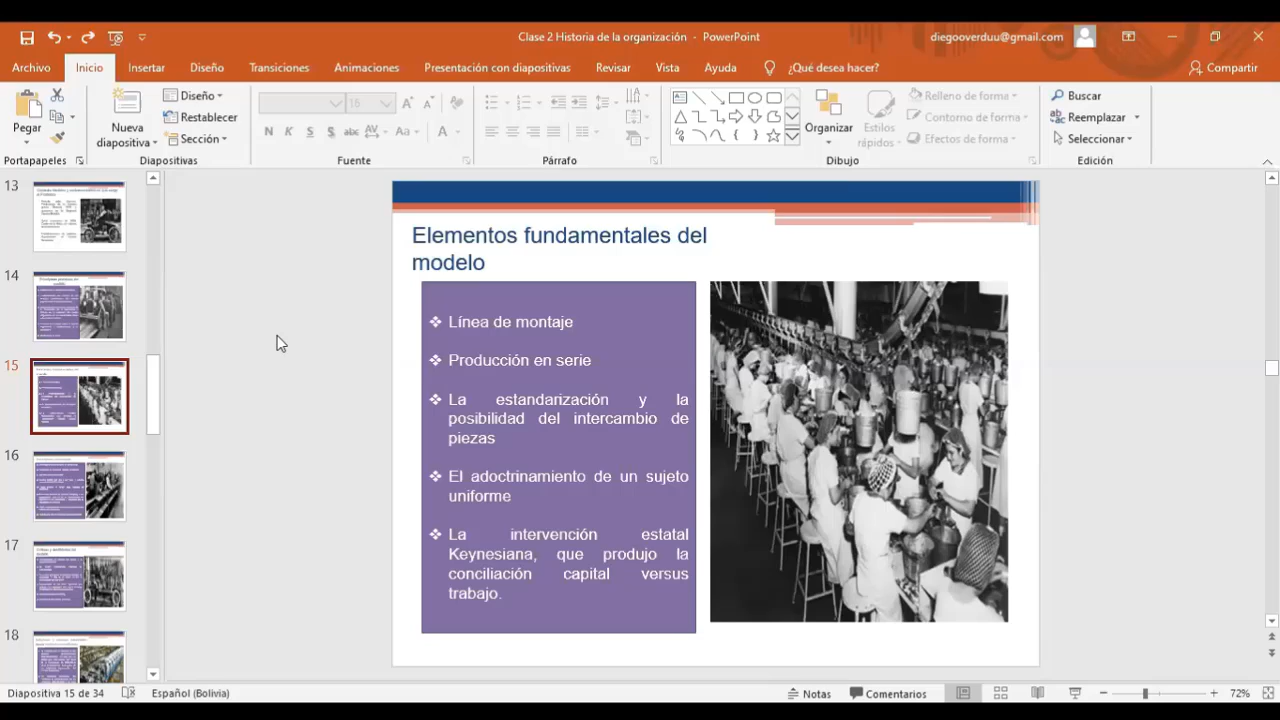 Clase 2 Historia de la organización - PowerPoint
diegooverduu@gmail.com
Archivo Inicio Insertar Diseño Transiciones Animaciones Presentación con diapositivas Revisar Vista Ayuda ¿Qué desea hacer? Compartir
Pegar
Nueva diapositiva
Diseño
Restablecer
Sección
16
N K S S abc AV Aa A
Organizar
Estilos rápidos
Relleno de forma
Contorno de forma
Efectos de forma
Buscar
Reemplazar
Seleccionar
Portapapeles Diapositivas Fuente Párrafo Dibujo Edición
13
14
15
16
17
18
Elementos fundamentales del
modelo
❖ Línea de montaje
❖ Producción en serie
❖ La estandarización y la
posibilidad del intercambio de
piezas
❖ El adoctrinamiento de un sujeto
uniforme
❖ La intervención estatal
Keynesiana, que produjo la
conciliación capital versus
trabajo.
Diapositiva 15 de 34 Español (Bolivia) Notas Comentarios 72%